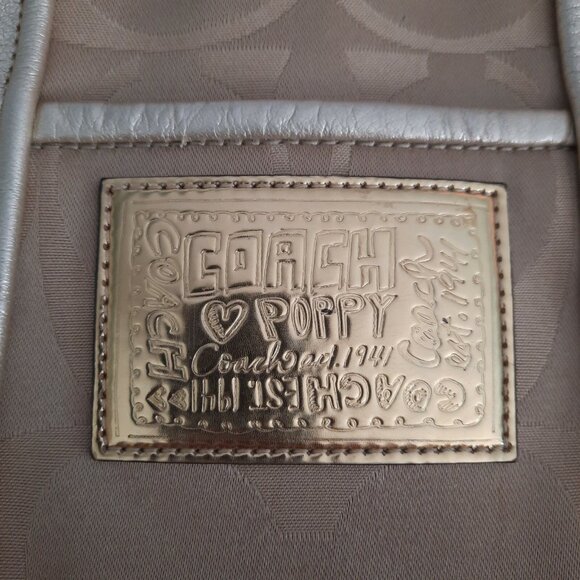 COACH
POPPY
Coach est. 1941
COACH EST. 1941
COACH
Coach
est. 1941